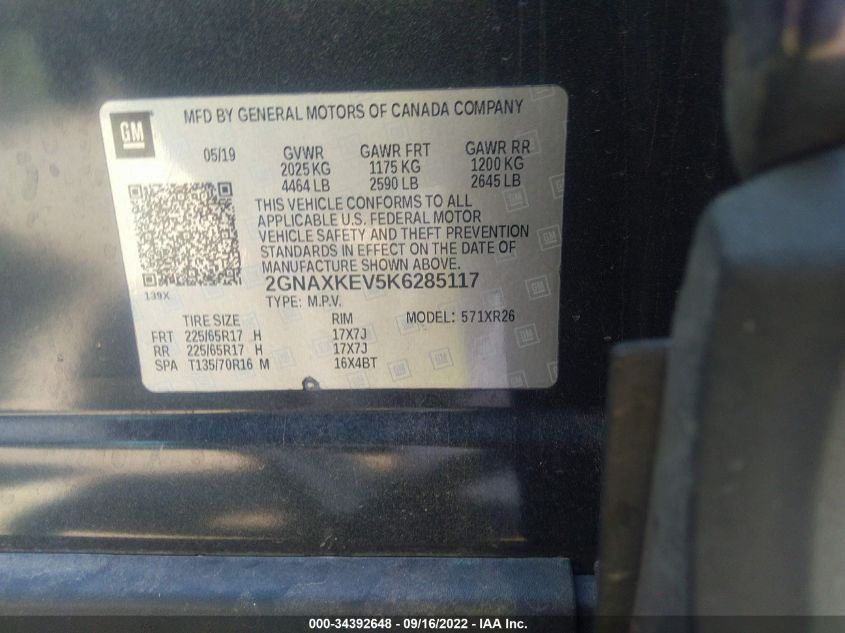 MFD BY GENERAL MOTORS OF CANADA COMPANY
GM
05/19 GVWR GAWR FRT GAWR RR
2025 KG 1175 KG 1200 KG
4464 LB 2590 LB 2645 LB
THIS VEHICLE CONFORMS TO ALL
APPLICABLE U.S. FEDERAL MOTOR
VEHICLE SAFETY AND THEFT PREVENTION
STANDARDS IN EFFECT ON THE DATE OF
MANUFACTURE SHOWN ABOVE.
139X
2GNAXKEV5K6285117
TYPE: M.P.V.
TIRE SIZE RIM MODEL: 571XR26
FRT 225/65R17 H 17X7J
RR 225/65R17 H 17X7J
SPA T135/70R16 M 16X4BT
000-34392648 - 09/16/2022 - IAA Inc.